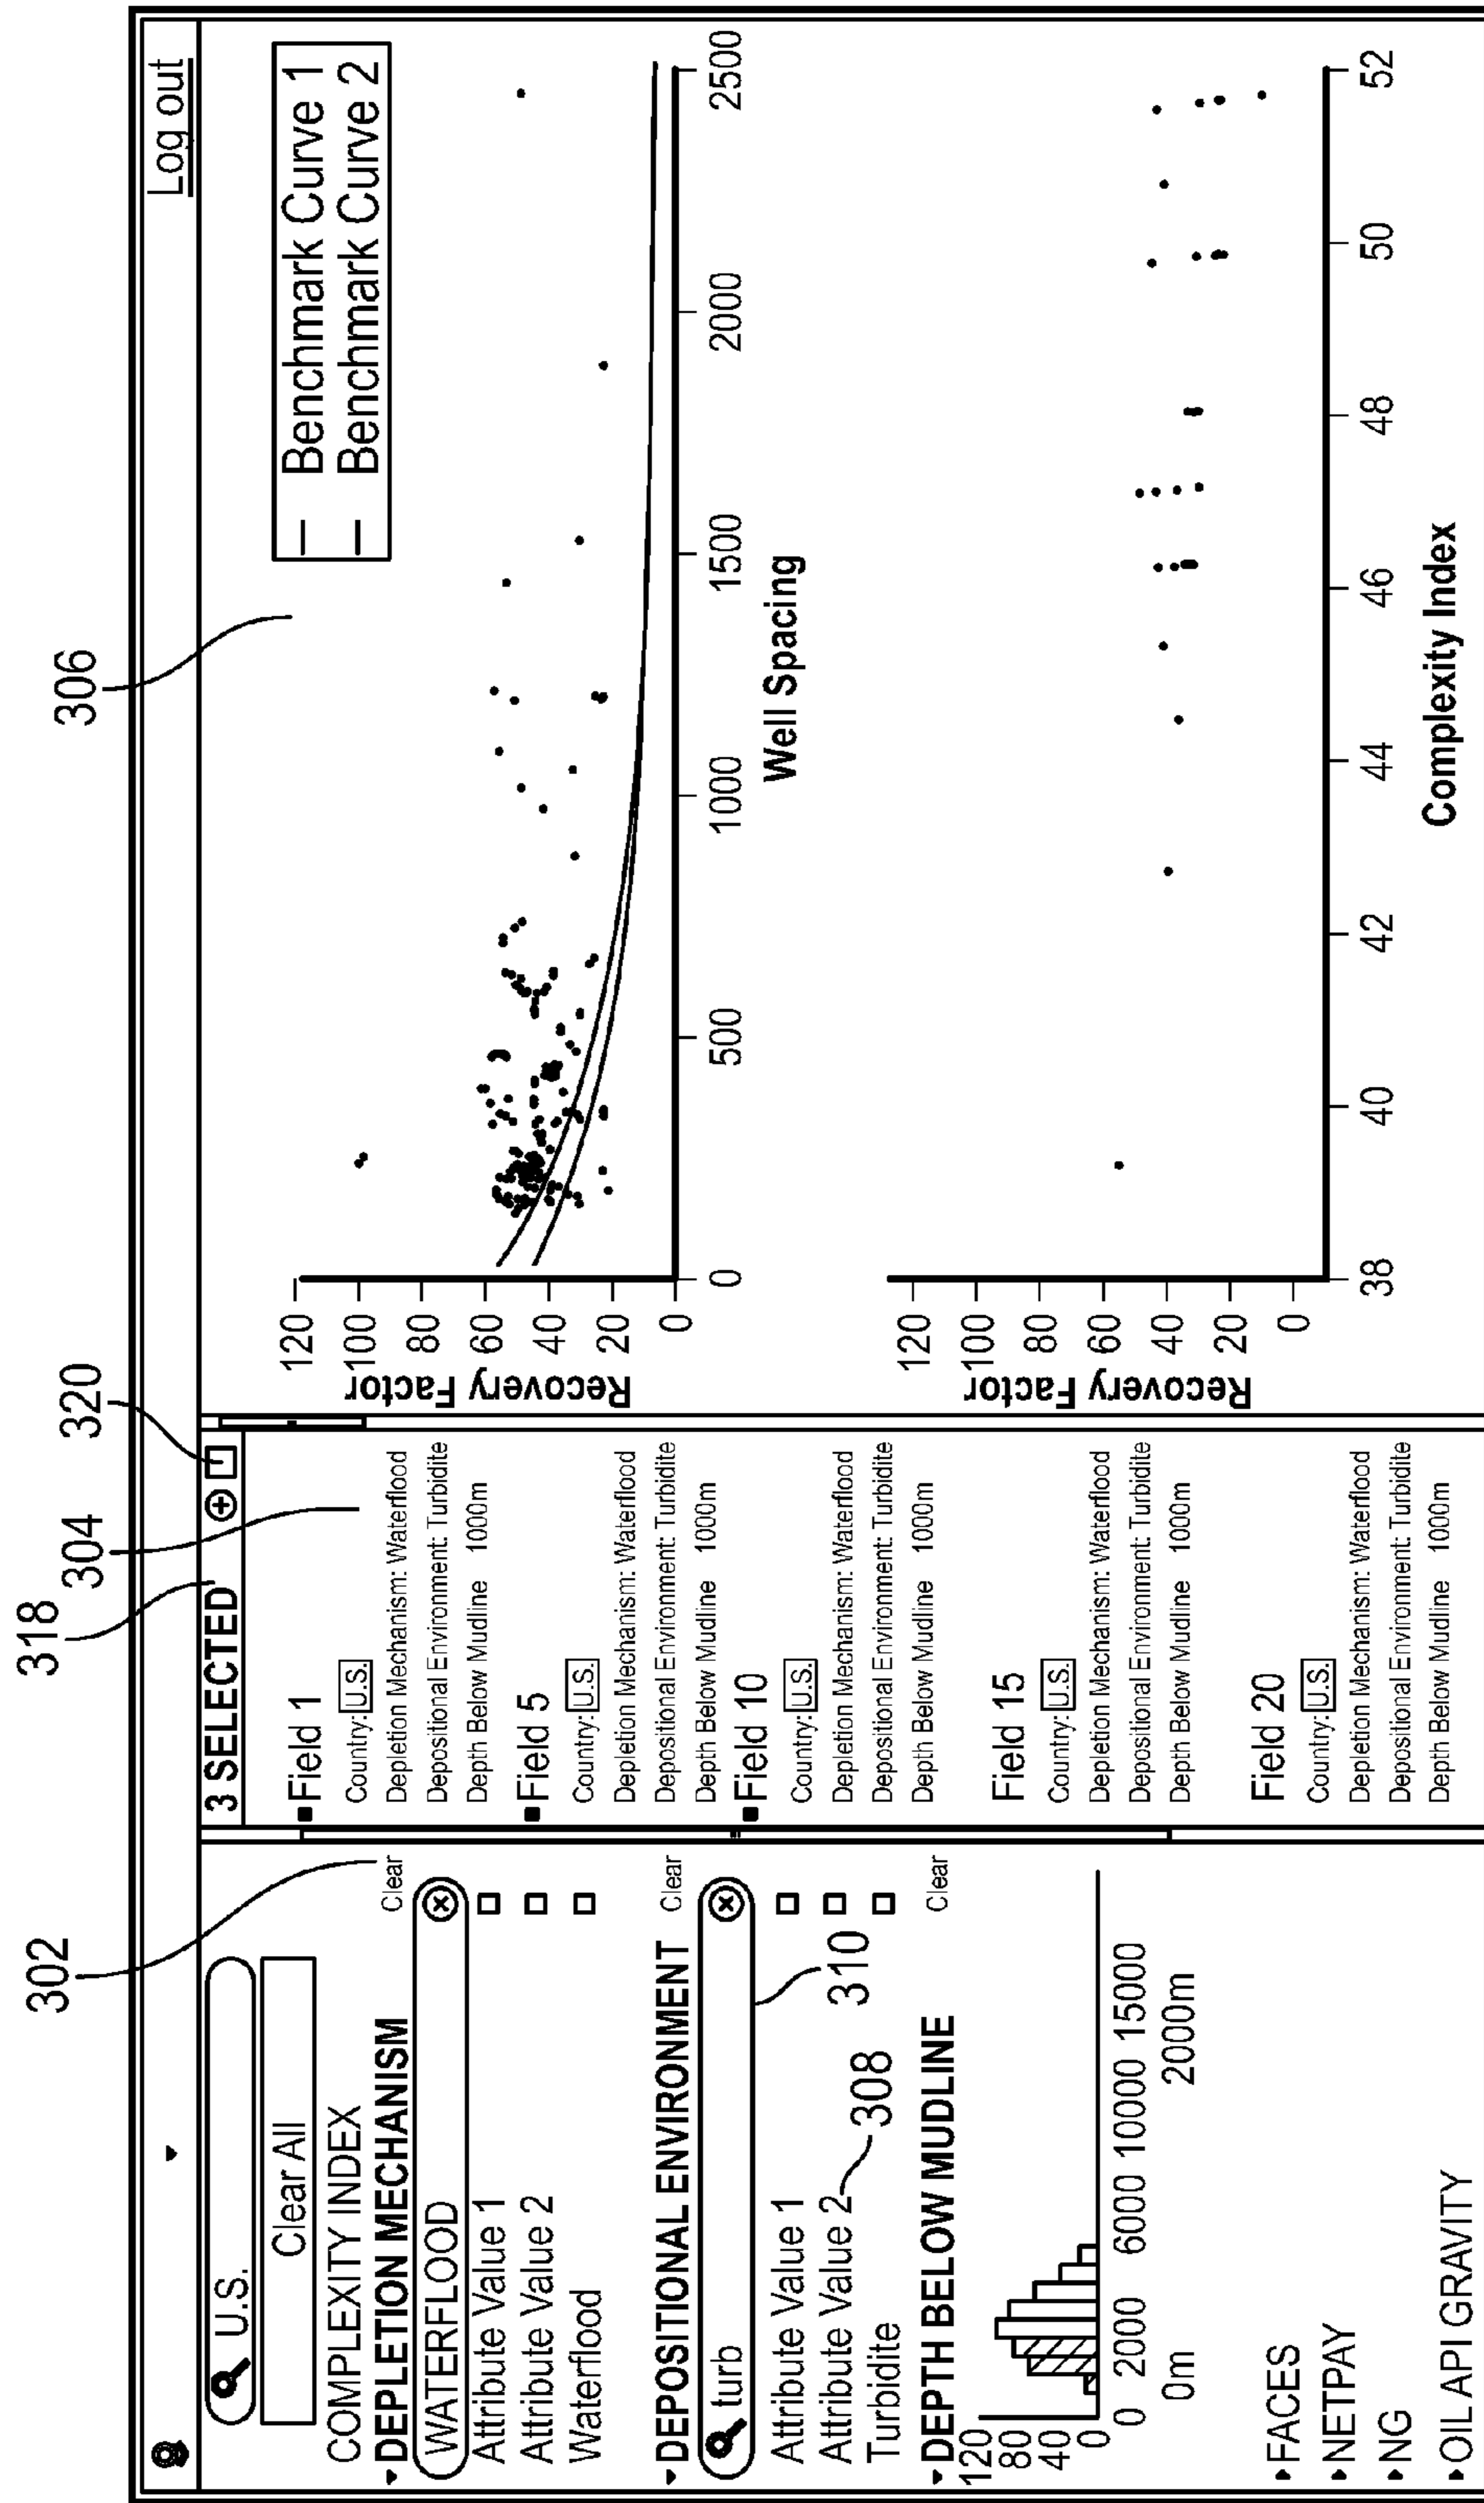 302
318
304
320
306
Log out
U.S.
Clear All
COMPLEXITY INDEX
DEPLETION MECHANISM
Clear
WATERFLOOD
Attribute Value 1
Attribute Value 2
Waterflood
DEPOSITIONAL ENVIRONMENT
Clear
turb
310
Attribute Value 1
Attribute Value 2
308
Turbidite
DEPTH BELOW MUDLINE
Clear
120
80
40
0
0 2000 6000 10000 15000
0m 2000m
FACES
NETPAY
NG
OIL API GRAVITY
3 SELECTED
Field 1
Country: U.S.
Depletion Mechanism: Waterflood
Depositional Environment: Turbidite
Depth Below Mudline 1000m
Field 5
Country: U.S.
Depletion Mechanism: Waterflood
Depositional Environment: Turbidite
Depth Below Mudline 1000m
Field 10
Country: U.S.
Depletion Mechanism: Waterflood
Depositional Environment: Turbidite
Depth Below Mudline 1000m
Field 15
Country: U.S.
Depletion Mechanism: Waterflood
Depositional Environment: Turbidite
Depth Below Mudline 1000m
Field 20
Country: U.S.
Depletion Mechanism: Waterflood
Depositional Environment: Turbidite
Depth Below Mudline 1000m
Benchmark Curve 1
Benchmark Curve 2
Recovery Factor
120
100
80
60
40
20
0
0 500 1000 1500 2000 2500
Well Spacing
Recovery Factor
120
100
80
60
40
20
0
38 40 42 44 46 48 50 52
Complexity Index